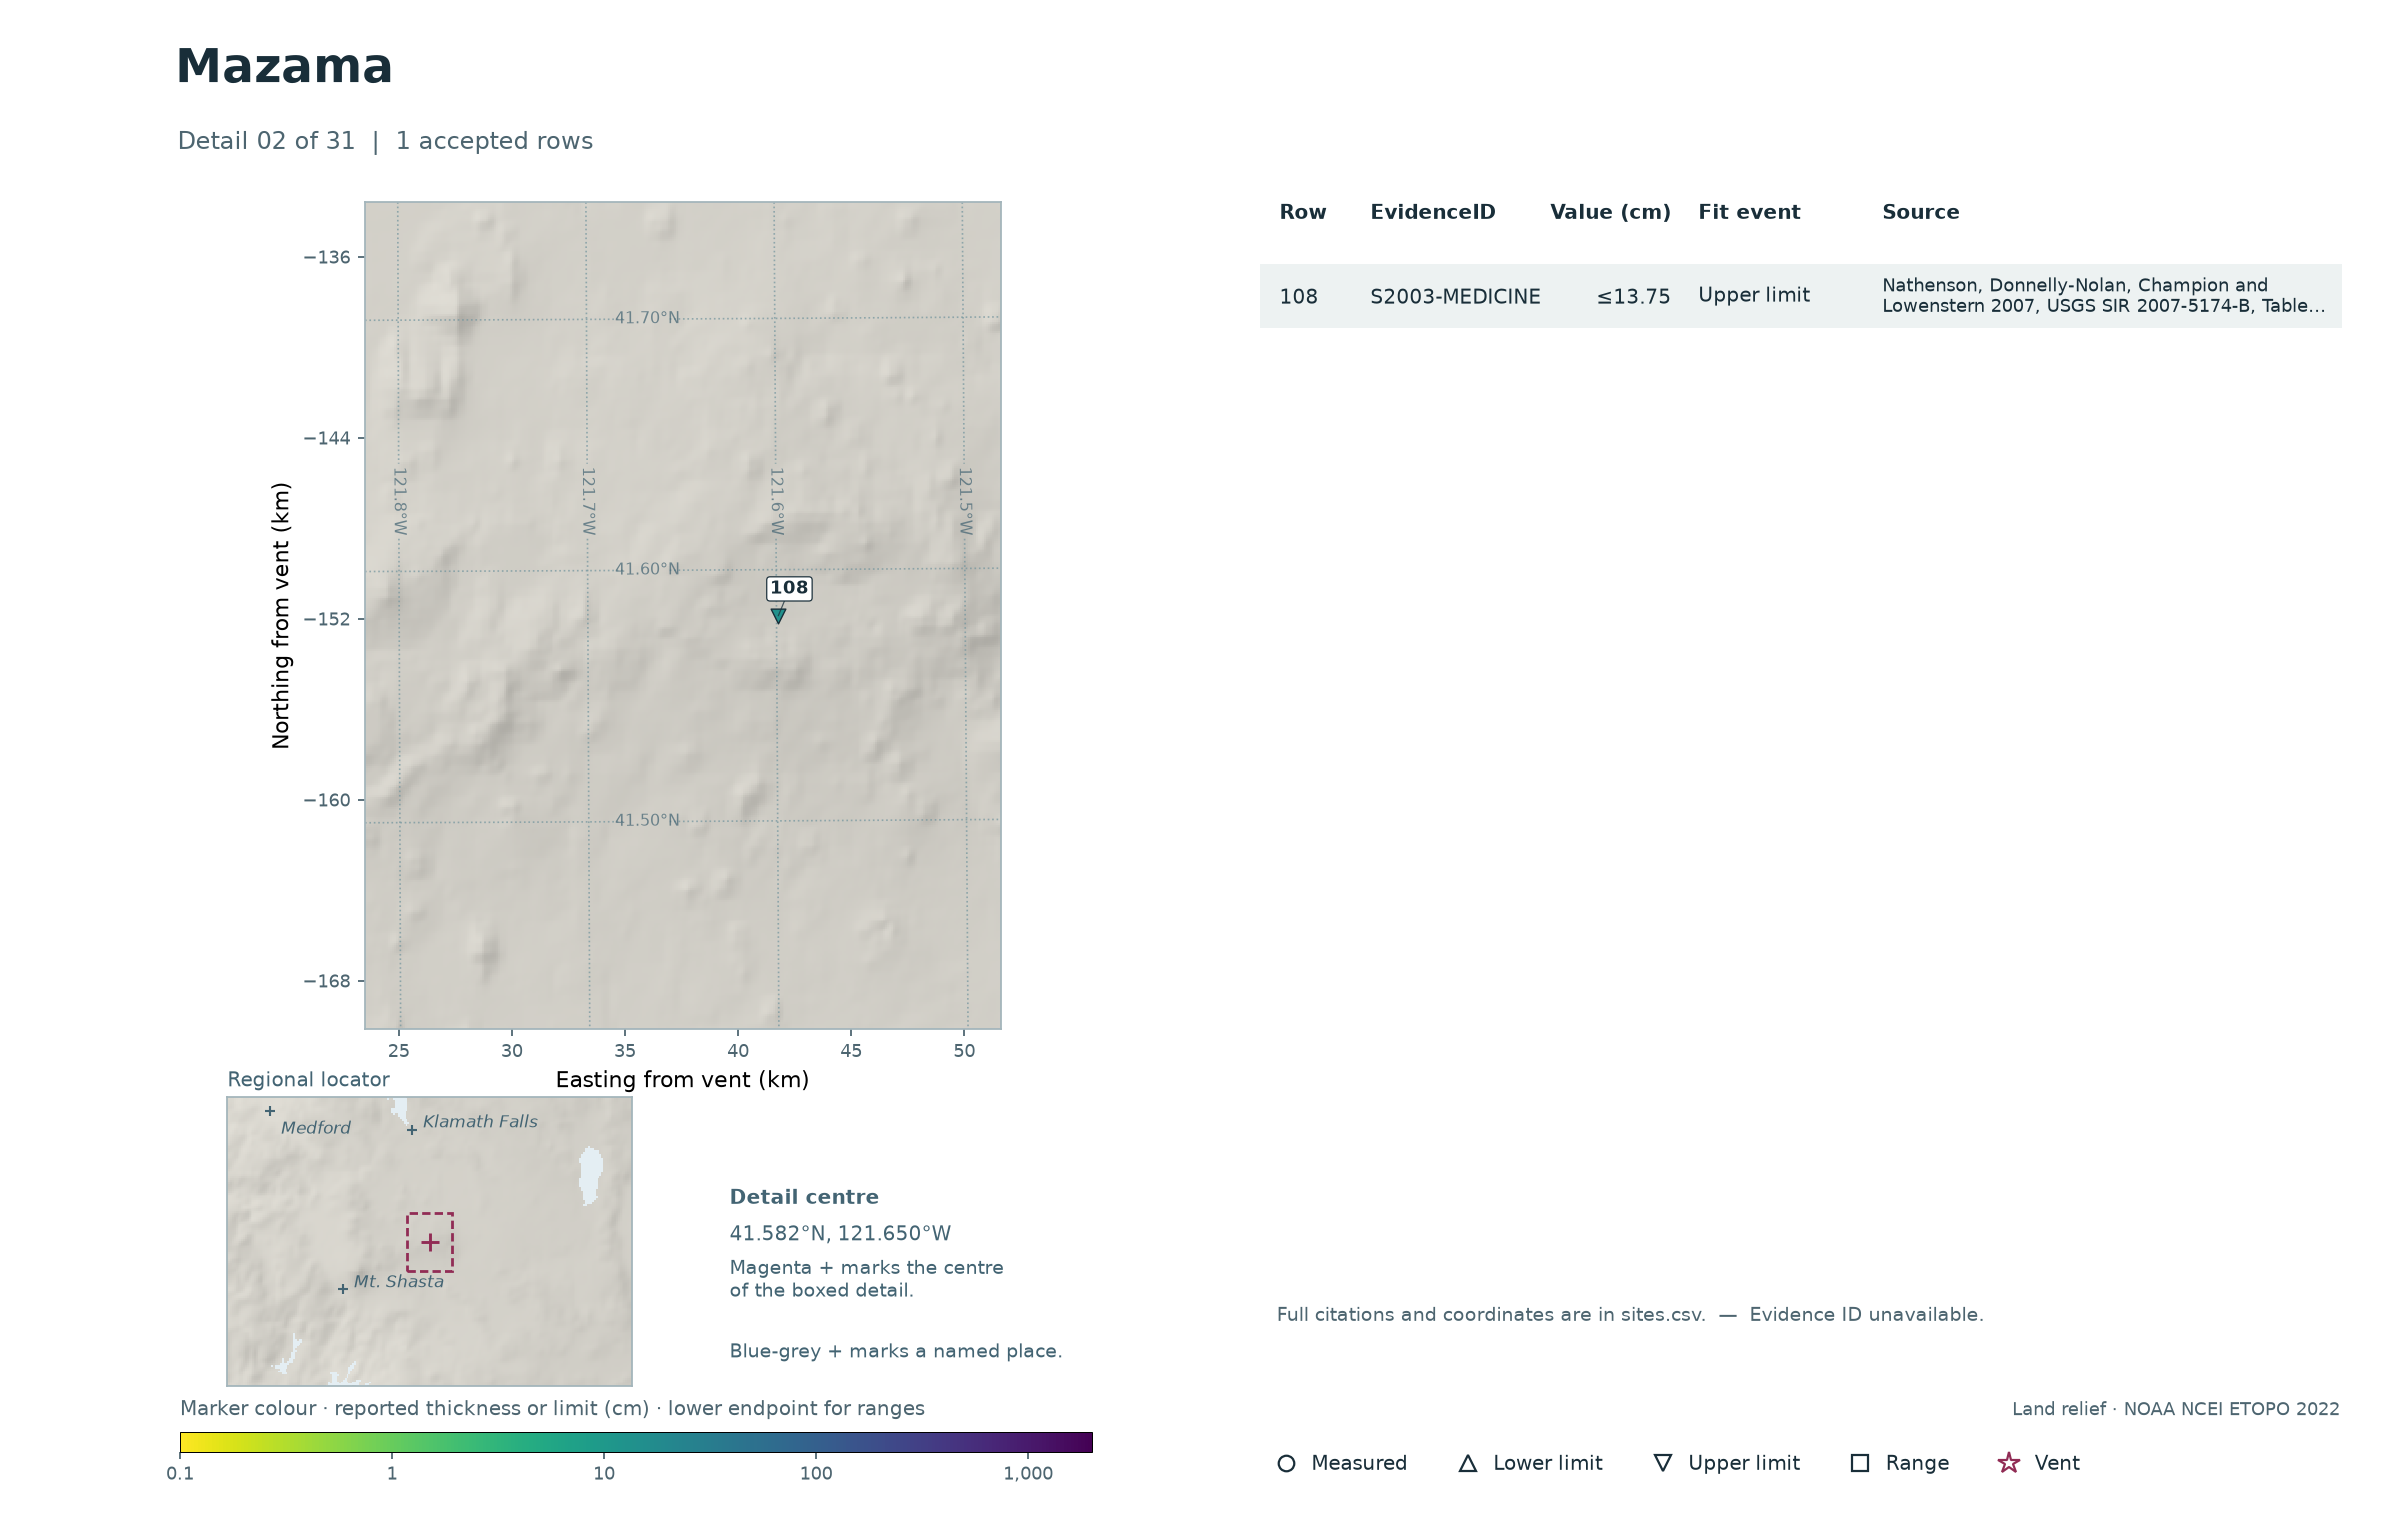 Mazama
Detail 02 of 31 | 1 accepted rows
Row EvidenceID Value (cm) Fit event Source
108 S2003-MEDICINE ≤13.75 Upper limit Nathenson, Donnelly-Nolan, Champion and
Lowenstern 2007, USGS SIR 2007-5174-B, Table…
−136
−144
−152
−160
−168
Northing from vent (km)
41.70°N
121.8°W 121.7°W 121.6°W 121.5°W
41.60°N
108
41.50°N
25 30 35 40 45 50
Easting from vent (km)
Regional locator
Medford
Klamath Falls
Mt. Shasta
Detail centre
41.582°N, 121.650°W
Magenta + marks the centre
of the boxed detail.
Blue-grey + marks a named place.
Full citations and coordinates are in sites.csv. — Evidence ID unavailable.
Marker colour · reported thickness or limit (cm) · lower endpoint for ranges
0.1 1 10 100 1,000
Land relief · NOAA NCEI ETOPO 2022
Measured Lower limit Upper limit Range Vent